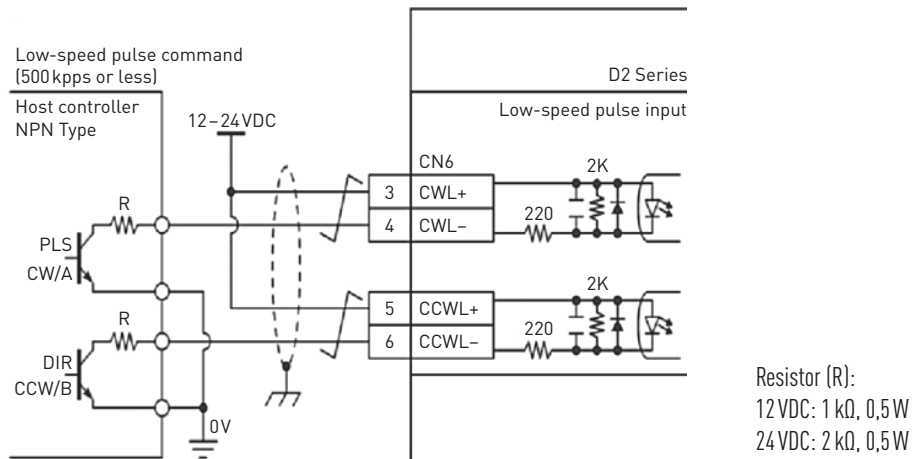 Low-speed pulse command
(500 kpps or less)
Host controller
NPN Type
12–24 VDC
D2 Series
Low-speed pulse input
CN6
R
PLS
CW/A
3 CWL+
4 CWL–
220
2K
R
DIR
CCW/B
5 CCWL+
6 CCWL–
220
2K
0V
Resistor (R):
12 VDC: 1 kΩ, 0,5 W
24 VDC: 2 kΩ, 0,5 W